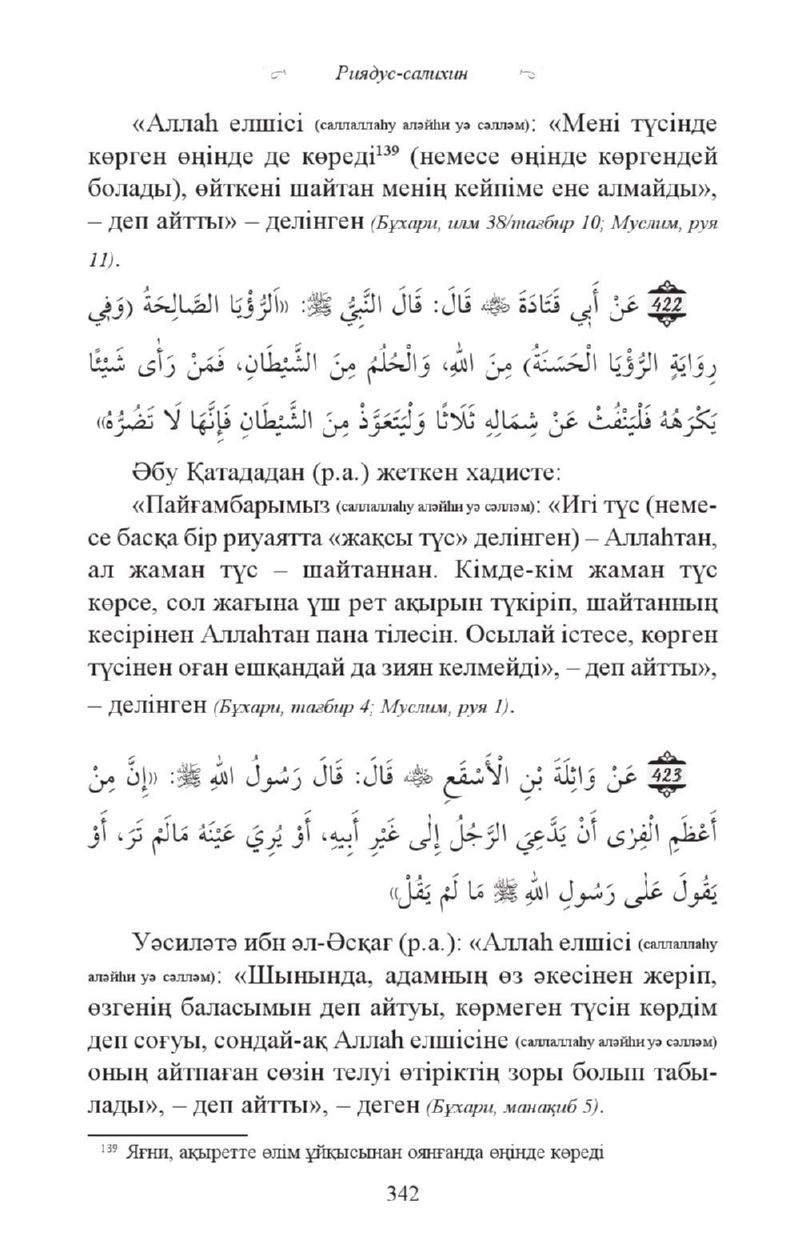 Риядус-салихин
«Аллаһ елшісі (саллаллаһу аләйһи уә сәлләм): «Мені түсінде
көрген өңінде де көреді¹³⁹ (немесе өңінде көргендей
болады), өйткені шайтан менің кейпіме ене алмайды»,
– деп айтты» – делінген (Бұхари, илм 38/тағбир 10; Муслим, руя
11).
422 عَنْ أَبِي قَتَادَةَ ﷺ قَالَ: قَالَ النَّبِيُّ ﷺ: «اَلرُّؤْيَا الصَّالِحَةُ (وَفِي
رِوَايَةِ الرُّؤْيَا الْحَسَنَةُ) مِنَ اللهِ، وَالْحُلُمُ مِنَ الشَّيْطَانِ، فَمَنْ رَأَى شَيْئًا
يَكْرَهُهُ فَلْيَنْفُثْ عَنْ شِمَالِهِ ثَلَاثًا وَلْيَتَعَوَّذْ مِنَ الشَّيْطَانِ فَإِنَّهَا لَا تَضُرُّهُ»
Әбу Қатададан (р.а.) жеткен хадисте:
«Пайғамбарымыз (саллаллаһу аләйһи уә сәлләм): «Игі түс (неме-
се басқа бір риуаятта «жақсы түс» делінген) – Аллаһтан,
ал жаман түс – шайтаннан. Кімде-кім жаман түс
көрсе, сол жағына үш рет ақырын түкіріп, шайтанның
кесірінен Аллаһтан пана тілесін. Осылай істесе, көрген
түсінен оған ешқандай да зиян келмейді», – деп айтты»,
– делінген (Бұхари, тағбир 4; Муслим, руя 1).
423 عَنْ وَاثِلَةَ بْنِ الْأَسْقَعِ ﷺ قَالَ: قَالَ رَسُولُ اللهِ ﷺ: «إِنَّ مِنْ
أَعْظَمِ الْفِرٰى أَنْ يَدَّعِيَ الرَّجُلُ إِلٰى غَيْرِ أَبِيهِ، أَوْ يُرِيَ عَيْنَهُ مَالَمْ تَرَ، أَوْ
يَقُولَ عَلٰى رَسُولِ اللهِ ﷺ مَا لَمْ يَقُلْ»
Уәсиләтә ибн әл-Әсқағ (р.а.): «Аллаһ елшісі (саллаллаһу
аләйһи уә сәлләм): «Шынында, адамның өз әкесінен жеріп,
өзгенің баласымын деп айтуы, көрмеген түсін көрдім
деп соғуы, сондай-ақ Аллаһ елшісіне (саллаллаһу аләйһи уә сәлләм)
оның айтпаған сөзін телуі өтіріктің зоры болып табы-
лады», – деп айтты», – деген (Бұхари, манақиб 5).
¹³⁹ Яғни, ақыретте өлім ұйқысынан оянғанда өңінде көреді
342